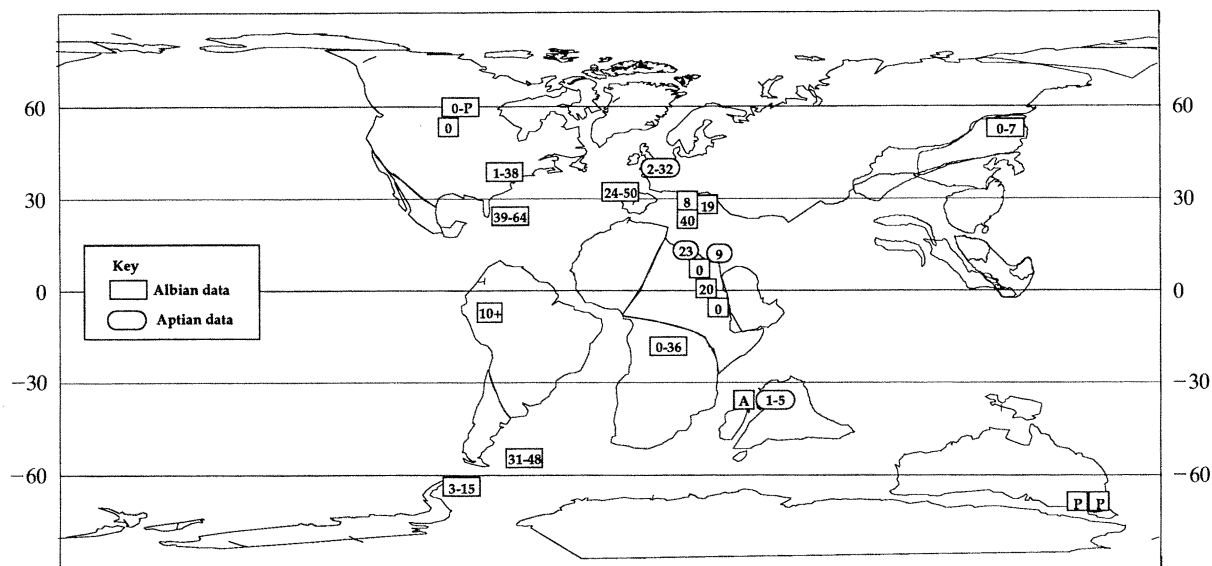 60 0-P 60
0 0-7
1-38 2-32
24-50
30 8 19 30
39-64 40
Key 23 9
0
Albian data
0 20 0
Aptian data 10+ 0
0-36
−30 −30
A 1-5
31-48
−60 −60
3-15
P P